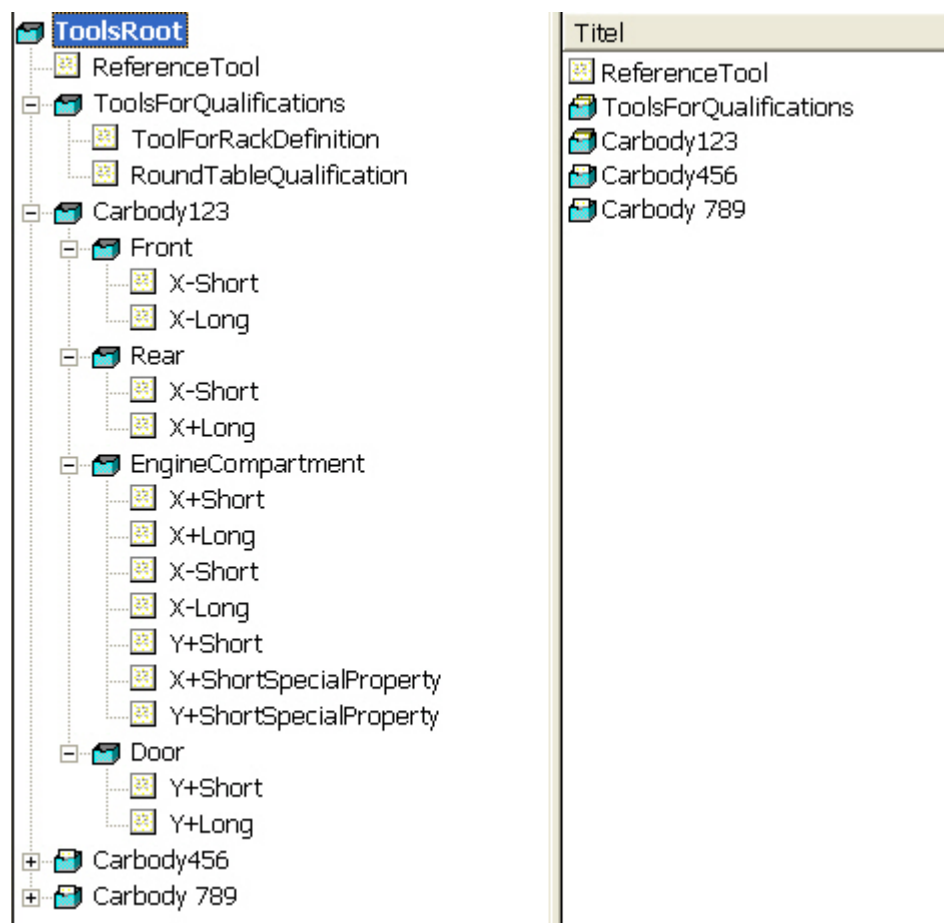 ToolsRoot
ReferenceTool
ToolsForQualifications
ToolForRackDefinition
RoundTableQualification
Carbody123
Front
X-Short
X-Long
Rear
X-Short
X+Long
EngineCompartment
X+Short
X+Long
X-Short
X-Long
Y+Short
X+ShortSpecialProperty
Y+ShortSpecialProperty
Door
Y+Short
Y+Long
Carbody456
Carbody 789
Titel
ReferenceTool
ToolsForQualifications
Carbody123
Carbody456
Carbody 789